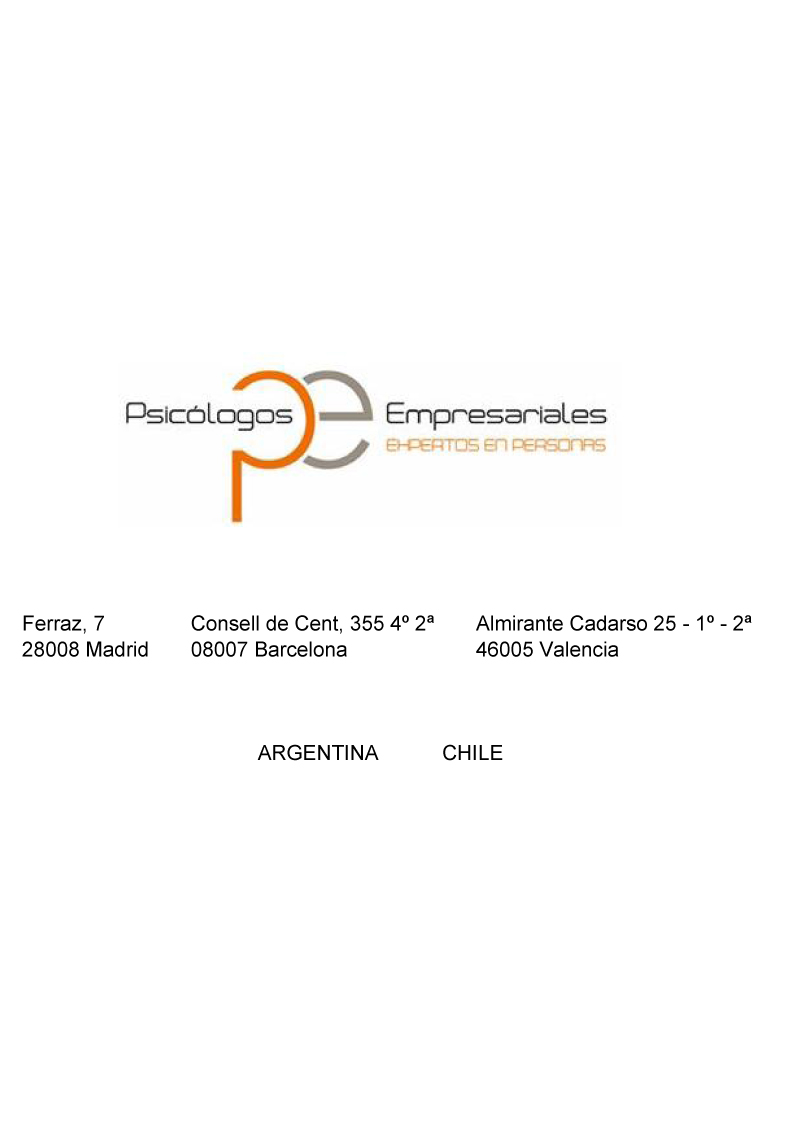 Psicólogos pe Empresariales
EXPERTOS EN PERSONAS
Ferraz, 7
28008 Madrid
Consell de Cent, 355 4º 2ª
08007 Barcelona
Almirante Cadarso 25 - 1º - 2ª
46005 Valencia
ARGENTINA CHILE